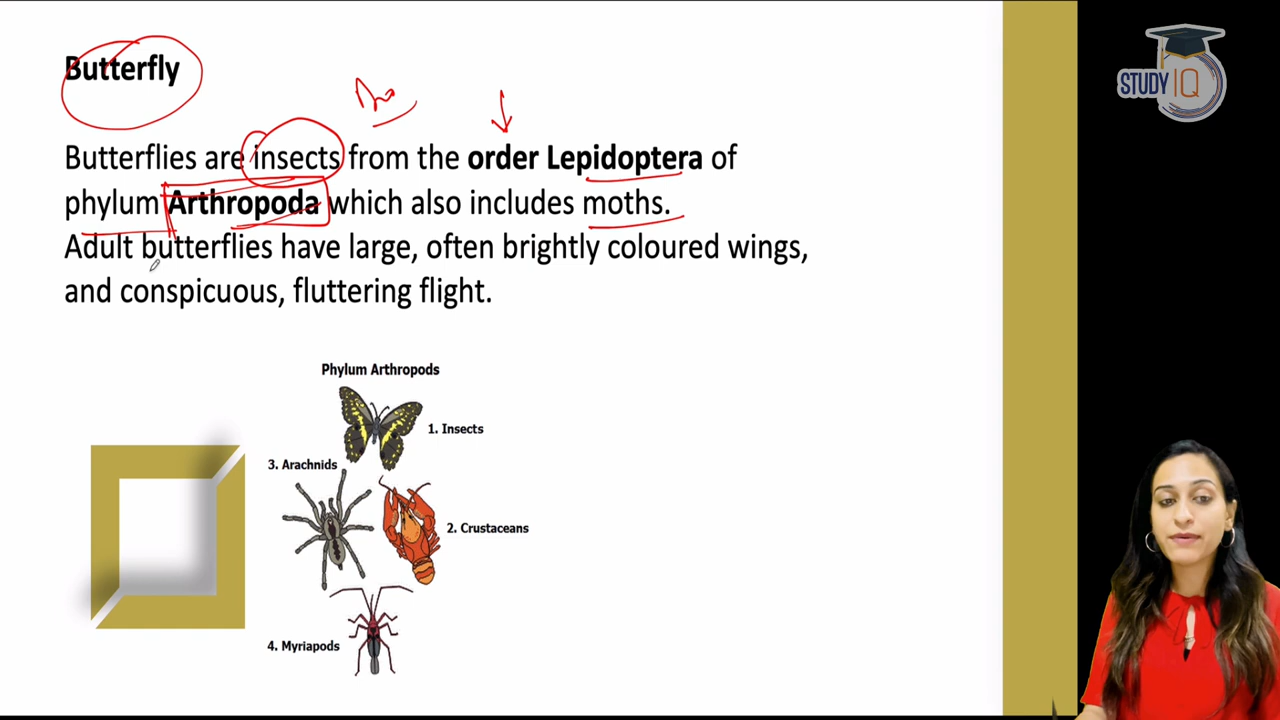 Butterfly
Butterflies are insects from the order Lepidoptera of
phylum Arthropoda which also includes moths.
Adult butterflies have large, often brightly coloured wings,
and conspicuous, fluttering flight.
Phylum Arthropods
1. Insects
3. Arachnids
2. Crustaceans
4. Myriapods
STUDY IQ